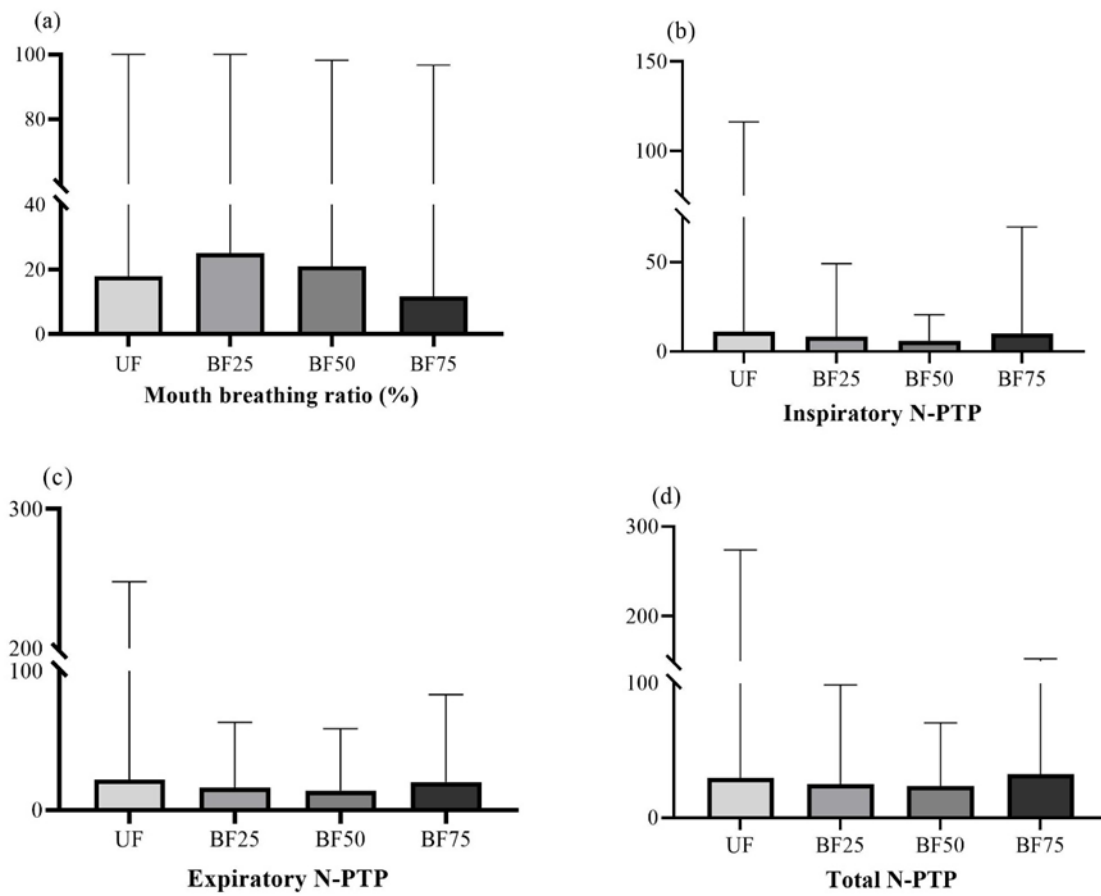 (a)
100
80
40
20
0
UF BF25 BF50 BF75
Mouth breathing ratio (%)
(b)
150
100
50
0
UF BF25 BF50 BF75
Inspiratory N-PTP
(c)
300
200
100
0
UF BF25 BF50 BF75
Expiratory N-PTP
(d)
300
200
100
0
UF BF25 BF50 BF75
Total N-PTP